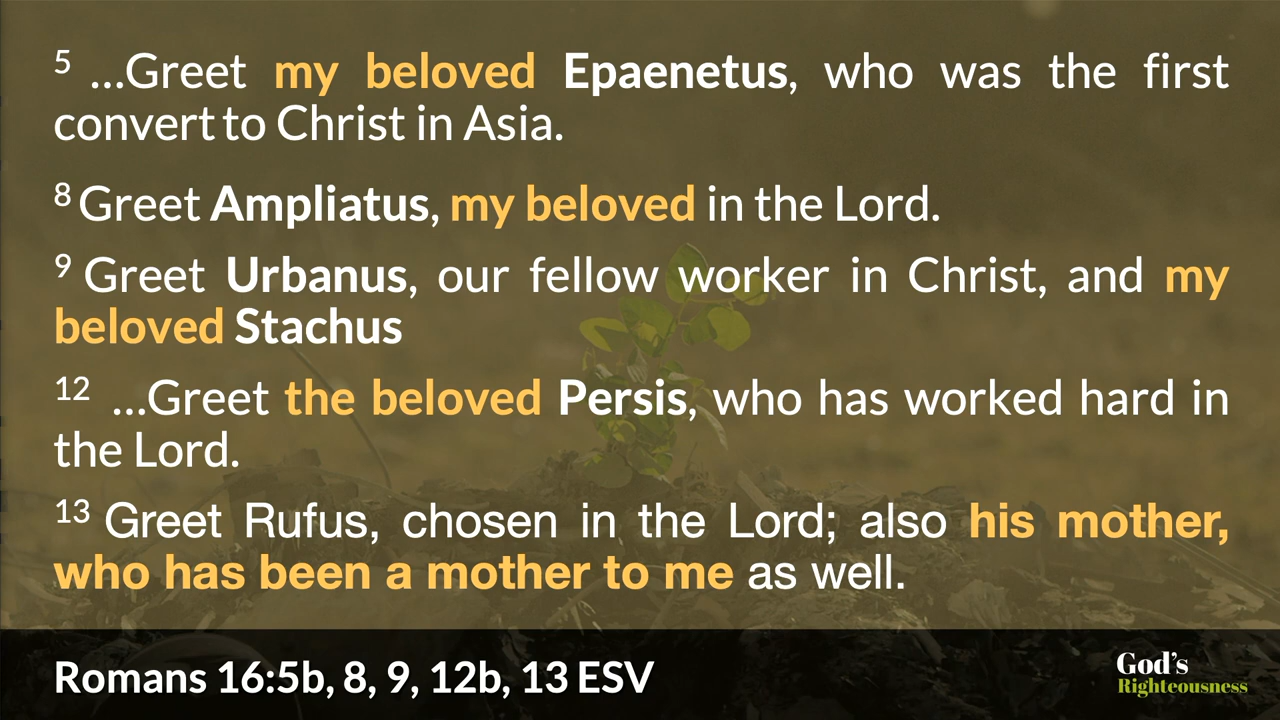 5 ...Greet my beloved Epaenetus, who was the first
convert to Christ in Asia.
8 Greet Ampliatus, my beloved in the Lord.
9 Greet Urbanus, our fellow worker in Christ, and my
beloved Stachus
12 ...Greet the beloved Persis, who has worked hard in
the Lord.
13 Greet Rufus, chosen in the Lord; also his mother,
who has been a mother to me as well.
Romans 16:5b, 8, 9, 12b, 13 ESV
God's
Righteousness